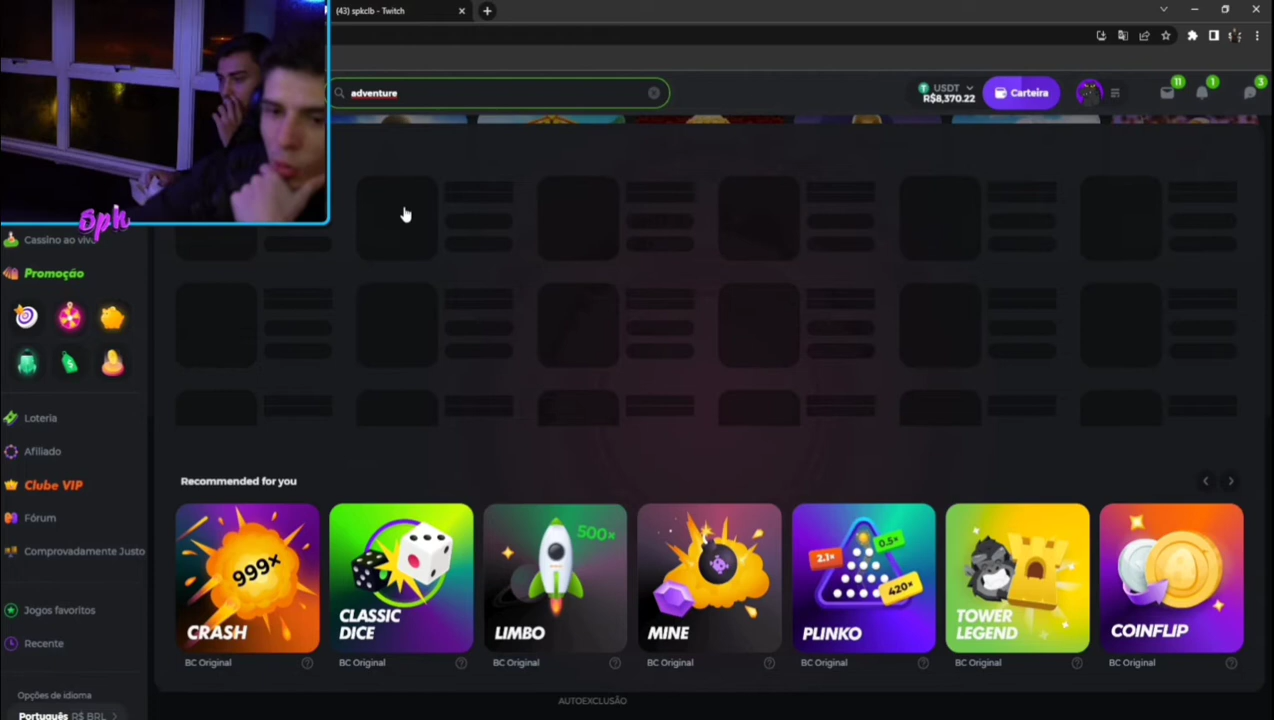 (43) spkclb - Twitch
adventure
USDT
R$8,370.22
Carteira
11
1
3
sph
Cassino ao vivo
Promoção
Loteria
Afiliado
Clube VIP
Fórum
Comprovadamente Justo
Jogos favoritos
Recente
Opções de idioma
Português R$ BRL
Recommended for you
999x
CRASH
BC Original
CLASSIC
DICE
BC Original
500x
LIMBO
BC Original
MINE
BC Original
2.1x
0.5x
420x
PLINKO
BC Original
TOWER
LEGEND
BC Original
COINFLIP
BC Original
AUTOEXCLUSÃO